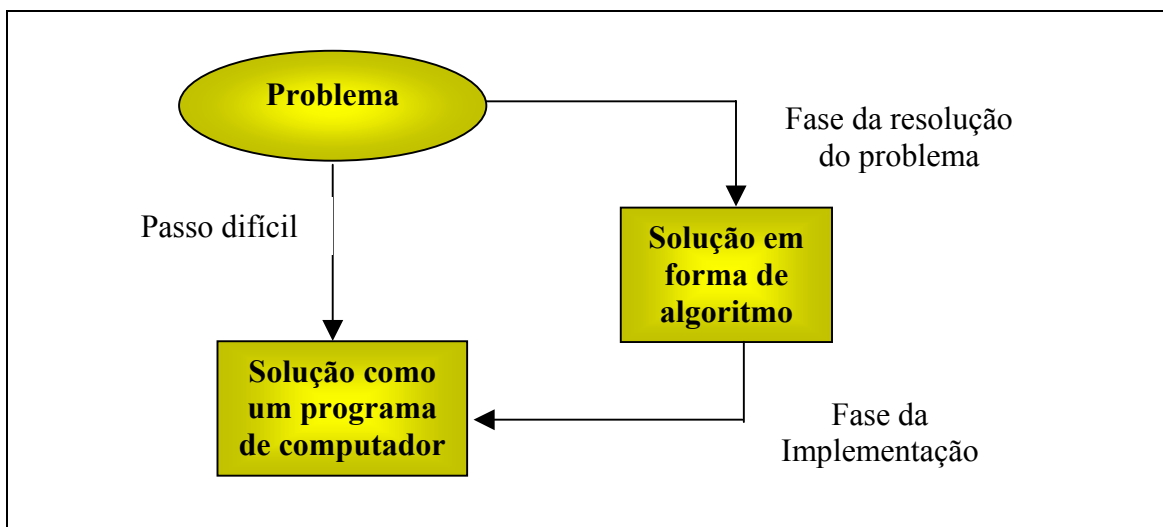 Problema
Fase da resolução
do problema
Passo difícil
Solução em
forma de
algoritmo
Solução como
um programa
de computador
Fase da
Implementação